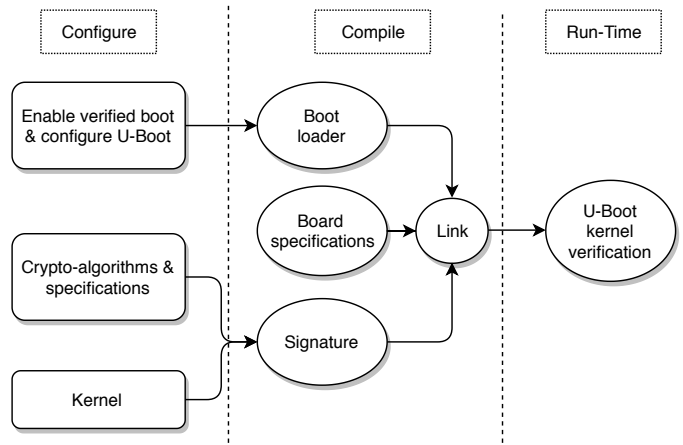 Configure
Compile
Run-Time
Enable verified boot
& configure U-Boot
Boot
loader
Board
specifications
Link
U-Boot
kernel
verification
Crypto-algorithms &
specifications
Signature
Kernel